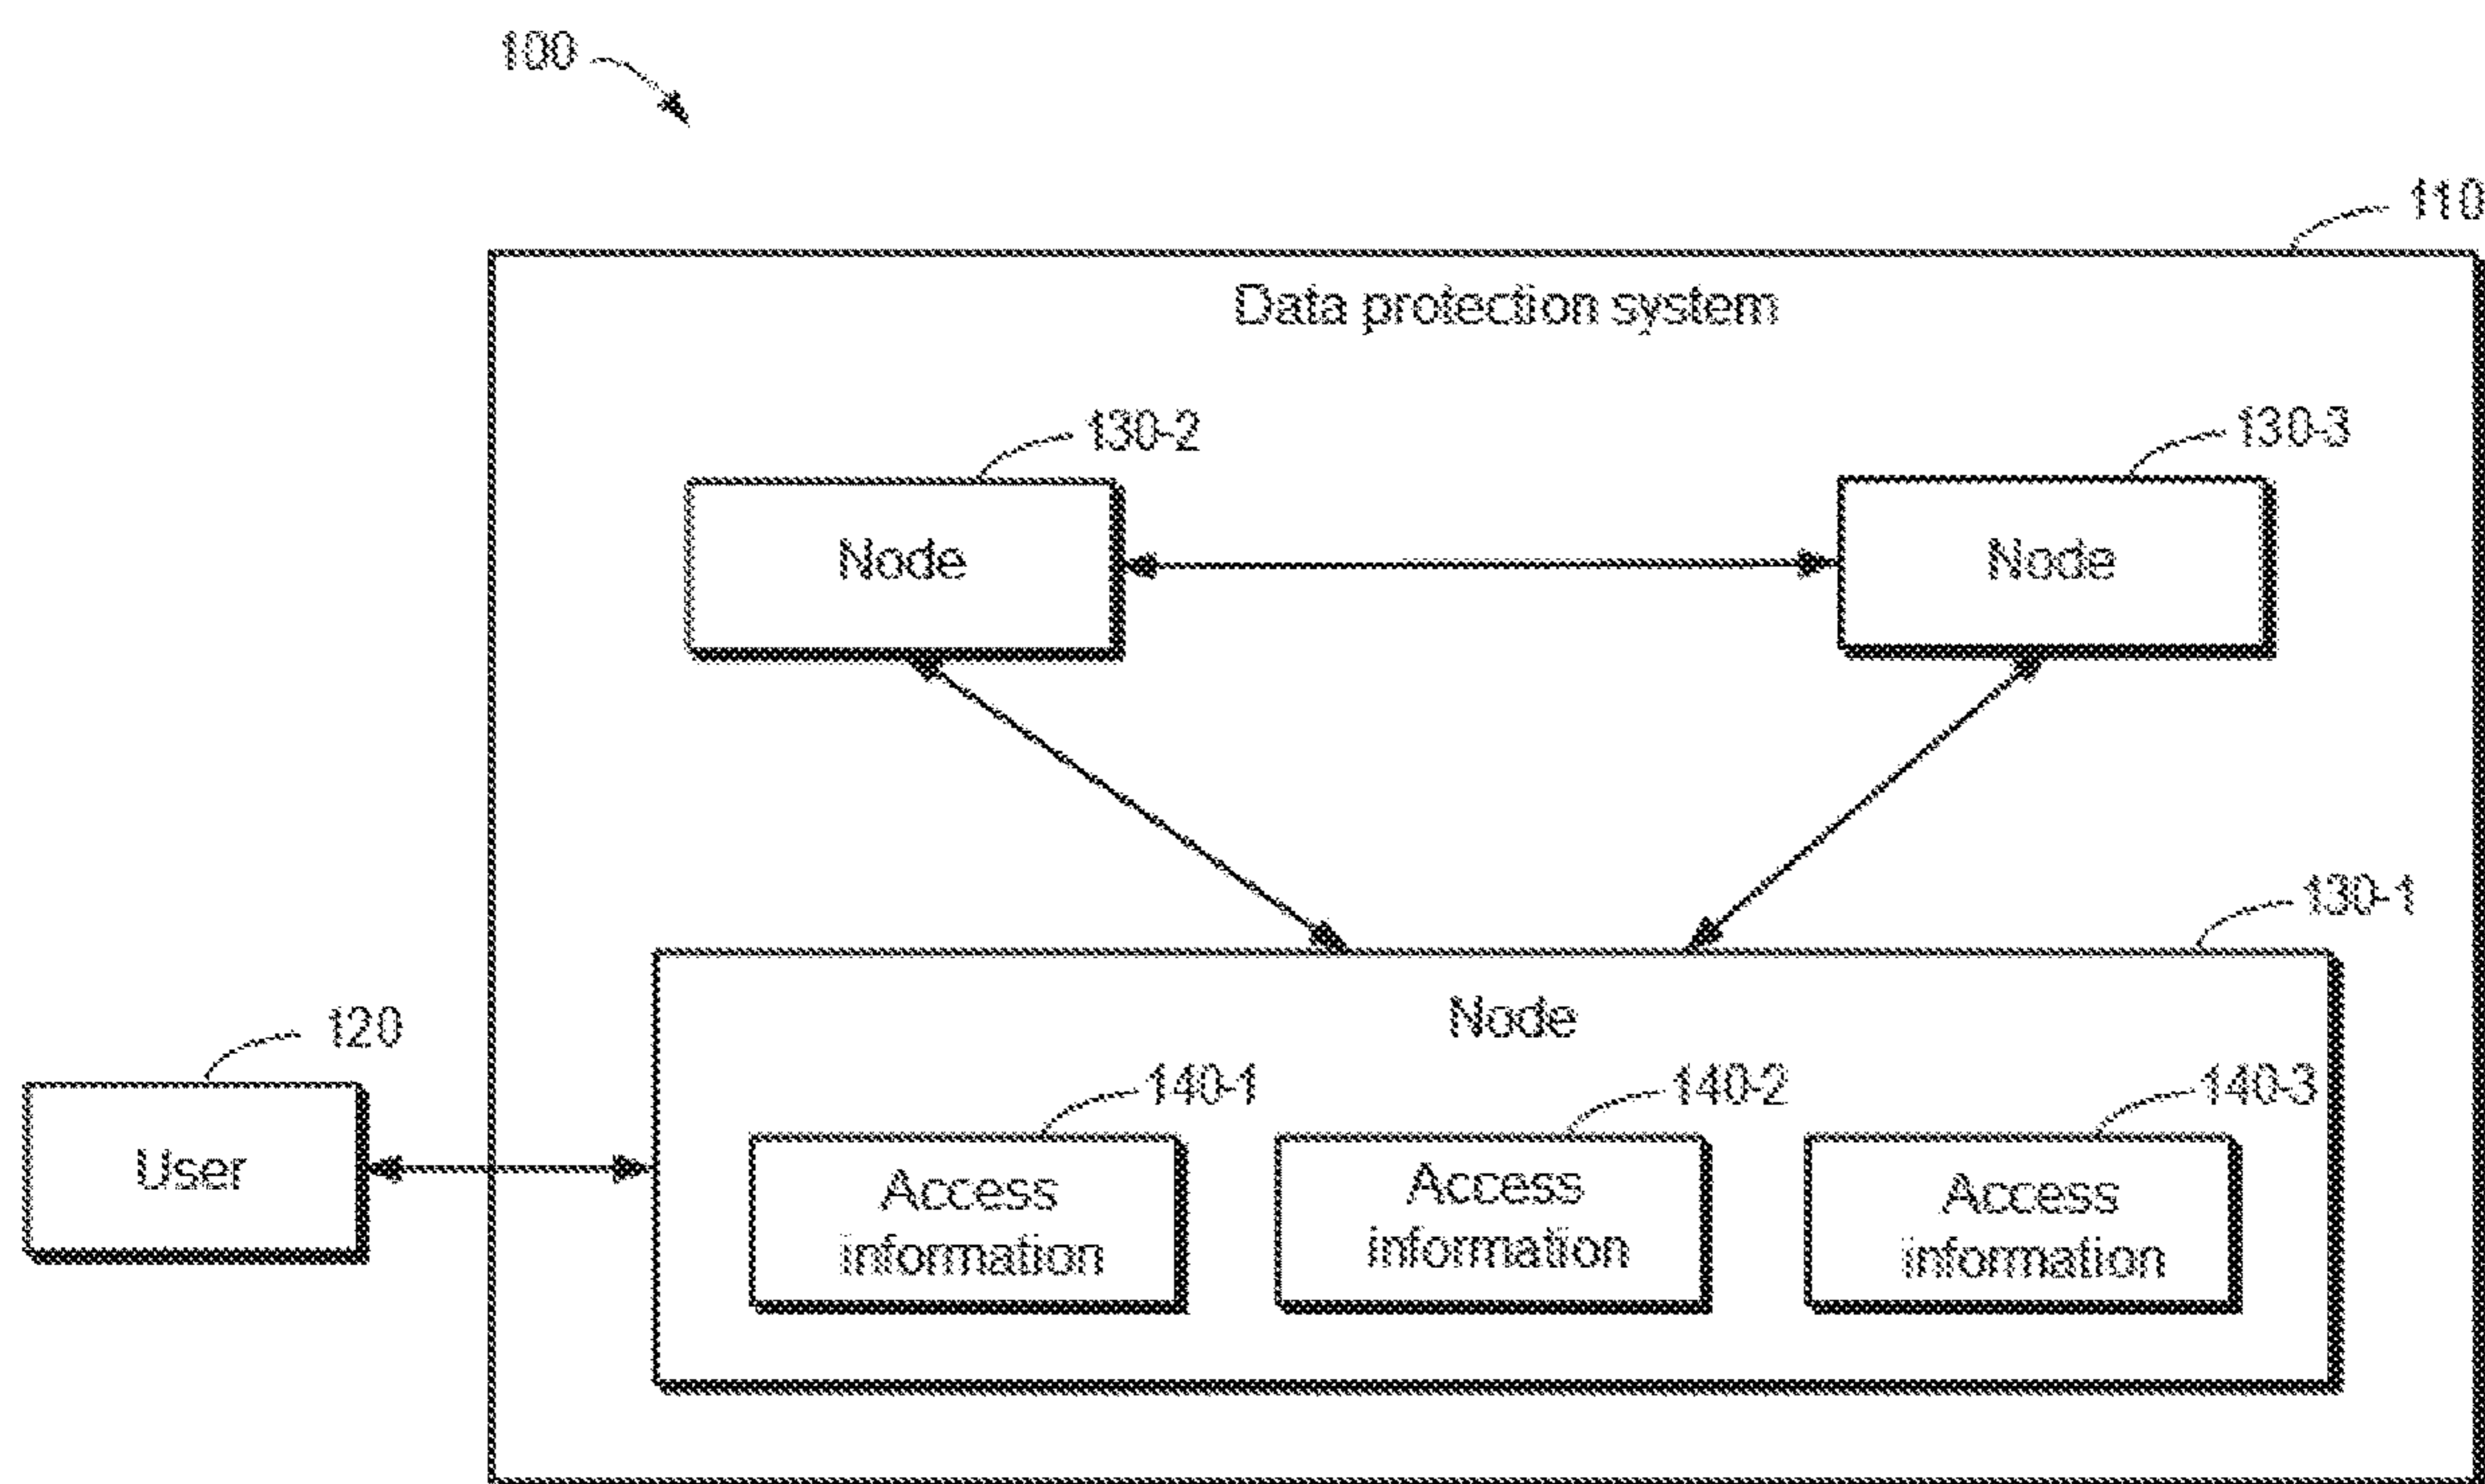 100
110
Data protection system
130-2
130-3
Node
Node
130-1
Node
120
140-1
140-2
140-3
User
Access
information
Access
information
Access
information